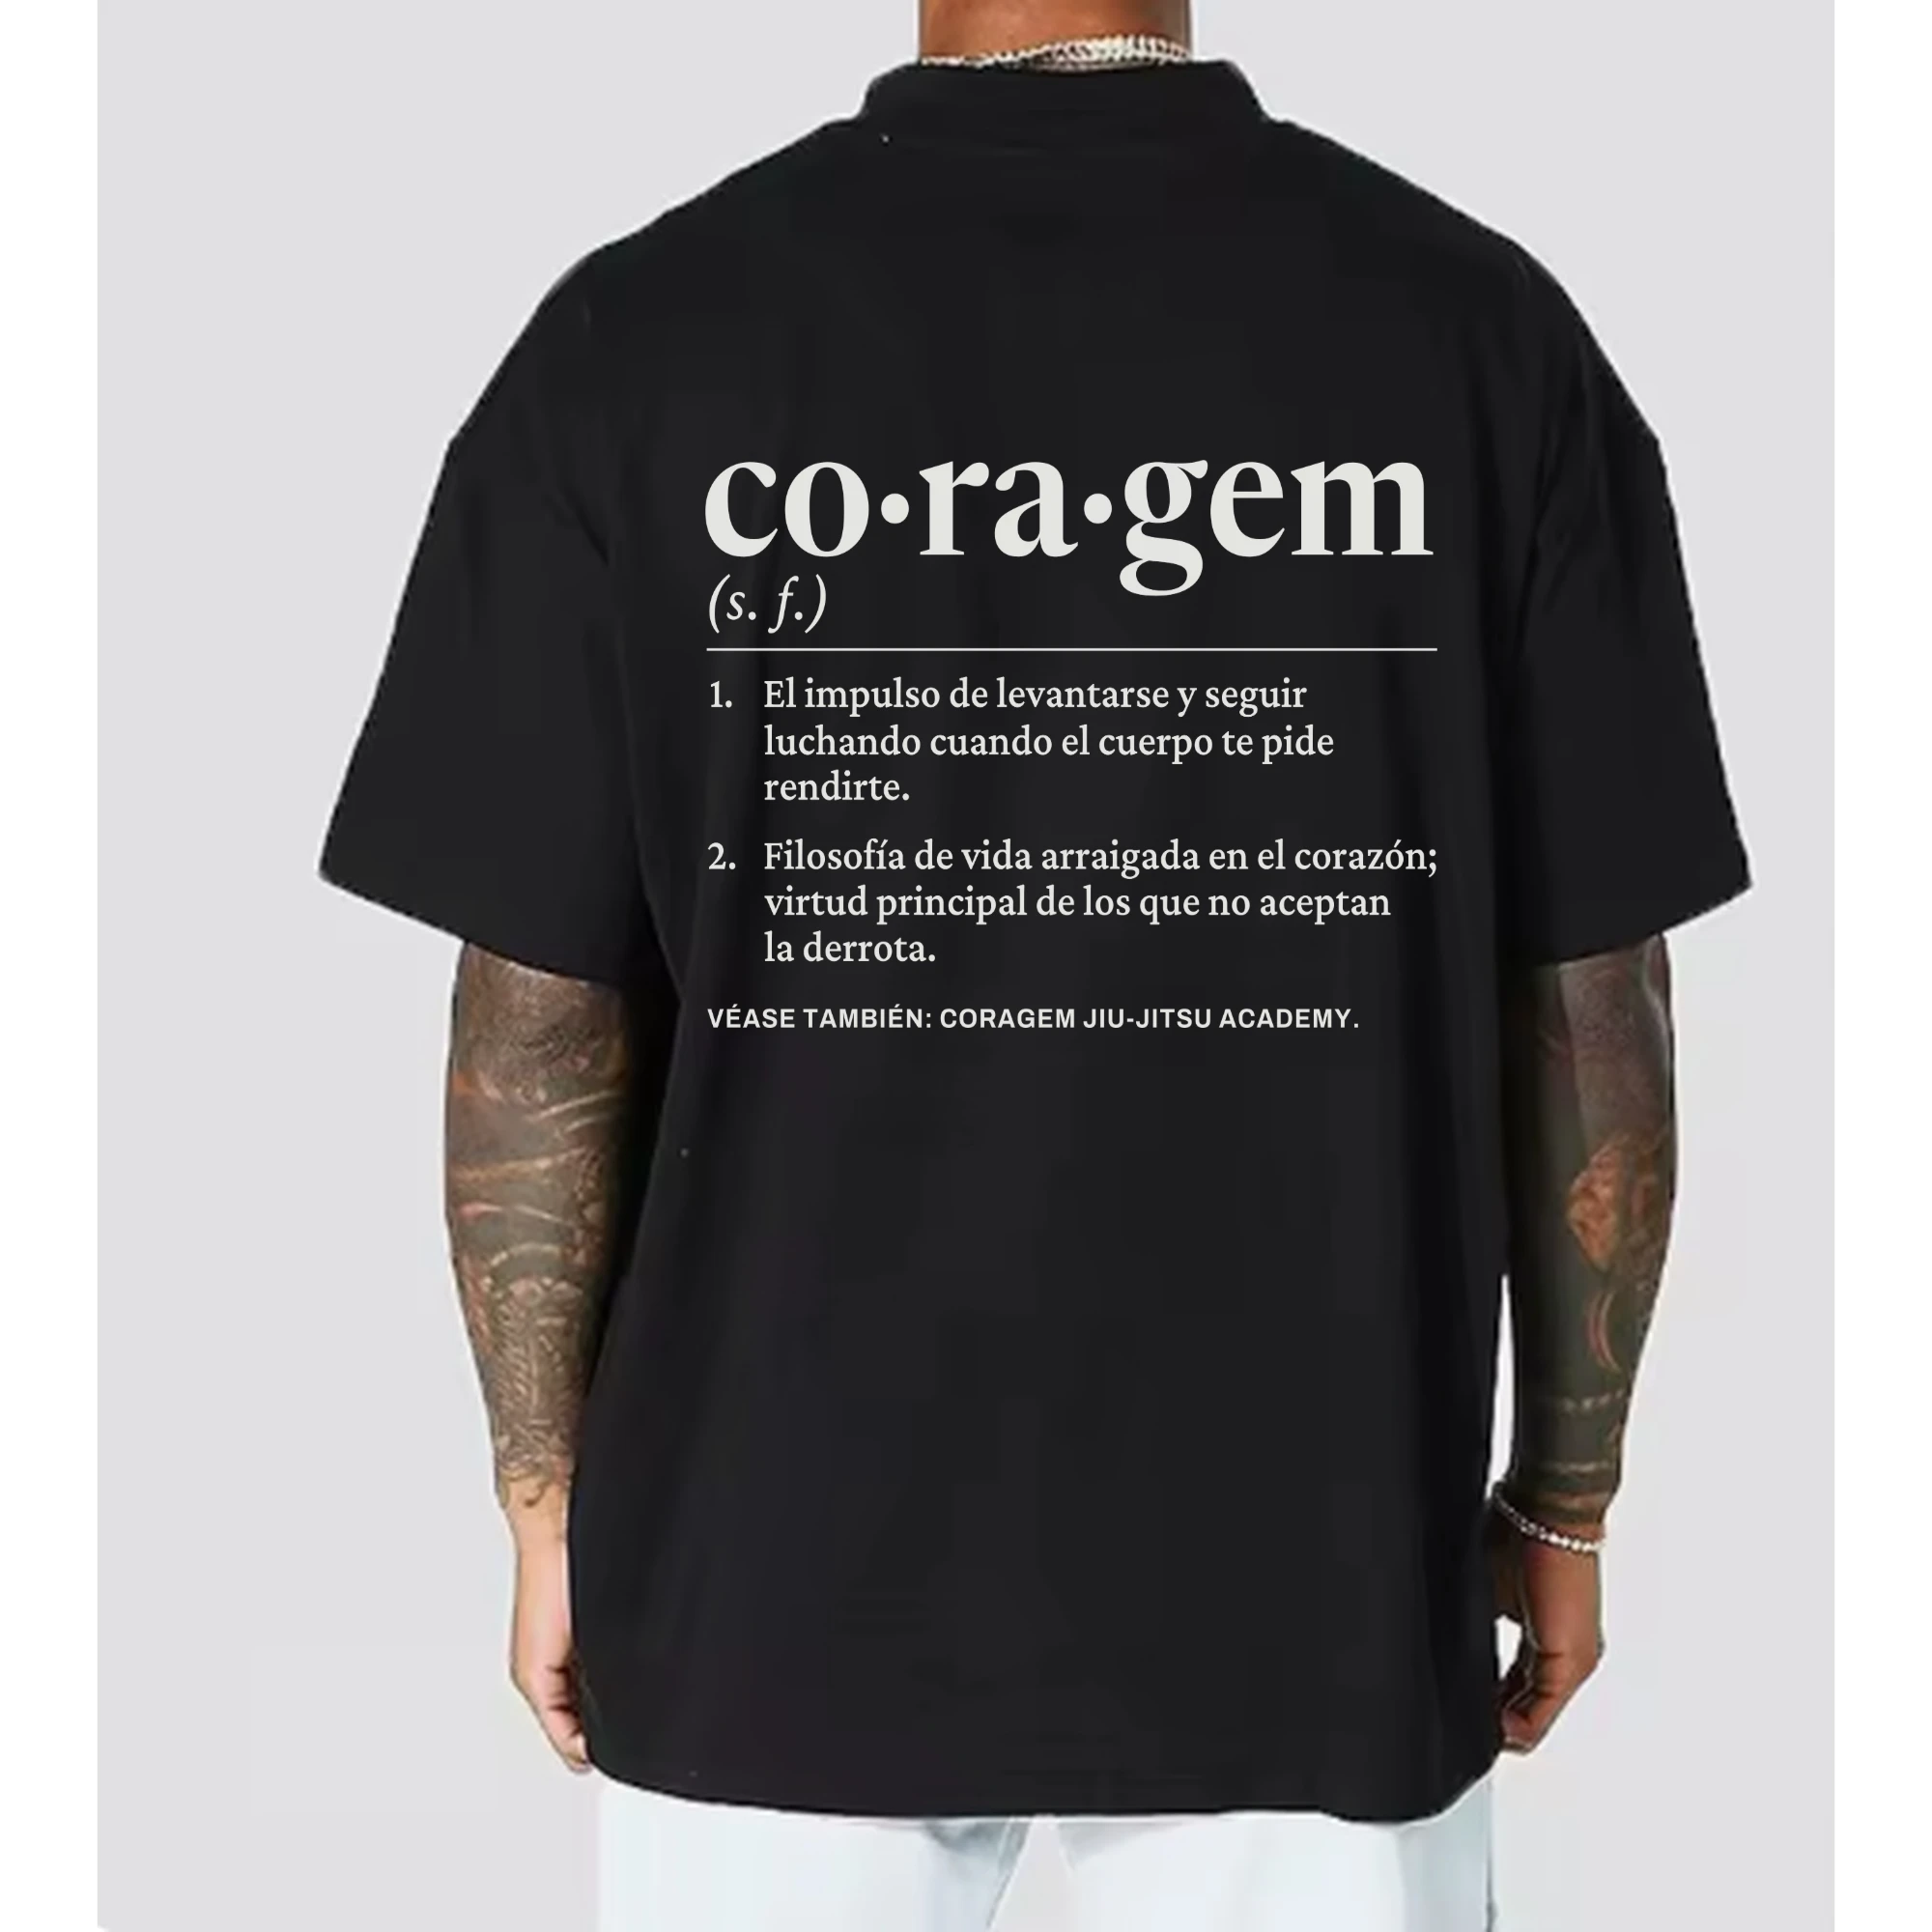 co·ra·gem
(s. f.)
1. El impulso de levantarse y seguir
luchando cuando el cuerpo te pide
rendirte.
2. Filosofía de vida arraigada en el corazón;
virtud principal de los que no aceptan
la derrota.
VÉASE TAMBIÉN: CORAGEM JIU-JITSU ACADEMY.